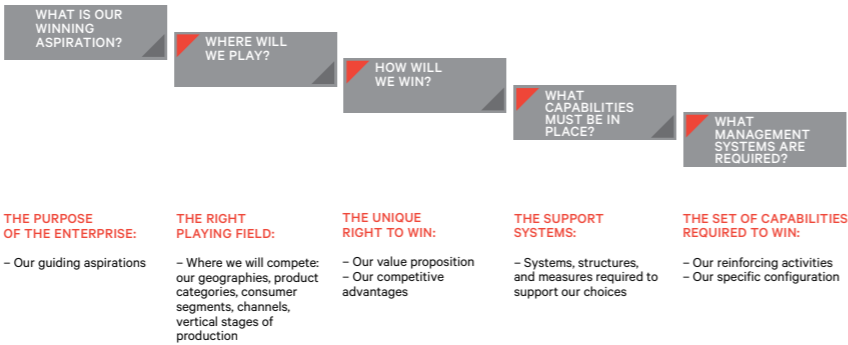 WHAT IS OUR
WINNING
ASPIRATION?
WHERE WILL
WE PLAY?
HOW WILL
WE WIN?
WHAT
CAPABILITIES
MUST BE IN
PLACE?
WHAT
MANAGEMENT
SYSTEMS ARE
REQUIRED?
THE PURPOSE
OF THE ENTERPRISE:
– Our guiding aspirations
THE RIGHT
PLAYING FIELD:
– Where we will compete:
our geographies, product
categories, consumer
segments, channels,
vertical stages of
production
THE UNIQUE
RIGHT TO WIN:
– Our value proposition
– Our competitive
advantages
THE SUPPORT
SYSTEMS:
– Systems, structures,
and measures required to
support our choices
THE SET OF CAPABILITIES
REQUIRED TO WIN:
– Our reinforcing activities
– Our specific configuration